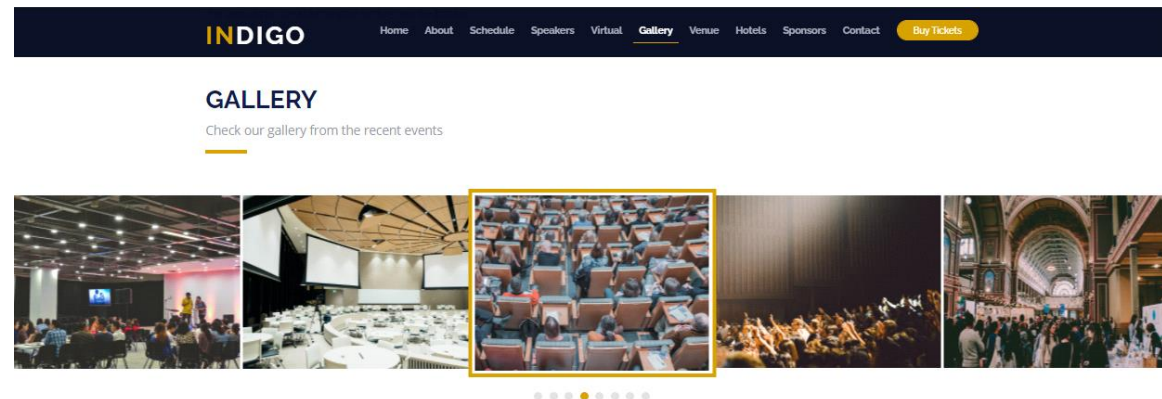 INDIGO Home About Schedule Speakers Virtual Gallery Venue Hotels Sponsors Contact Buy Tickets
GALLERY
Check our gallery from the recent events